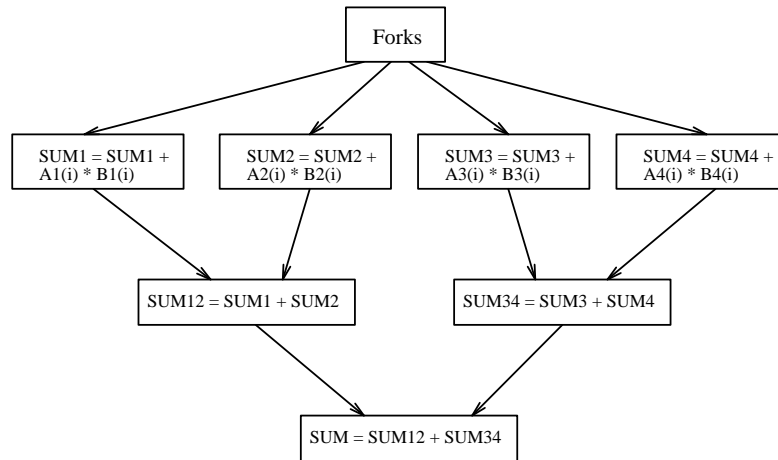 Forks
SUM1 = SUM1 +
A1(i) * B1(i)
SUM2 = SUM2 +
A2(i) * B2(i)
SUM3 = SUM3 +
A3(i) * B3(i)
SUM4 = SUM4 +
A4(i) * B4(i)
SUM12 = SUM1 + SUM2
SUM34 = SUM3 + SUM4
SUM = SUM12 + SUM34